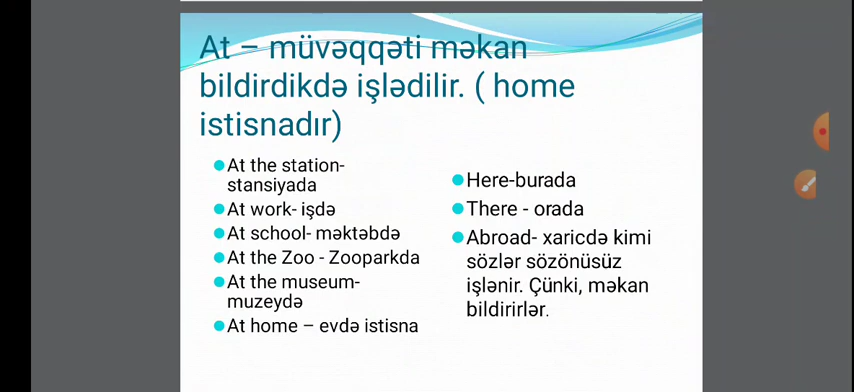 At – müvəqqəti məkan
bildirdikdə işlədilir. ( home
istisnadır)
At the station-
stansiyada
At work- işdə
At school- məktəbdə
At the Zoo - Zooparkda
At the museum-
muzeydə
At home – evdə istisna
Here-burada
There - orada
Abroad- xaricdə kimi
sözlər sözönüsüz
işlənir. Çünki, məkan
bildirirlər.